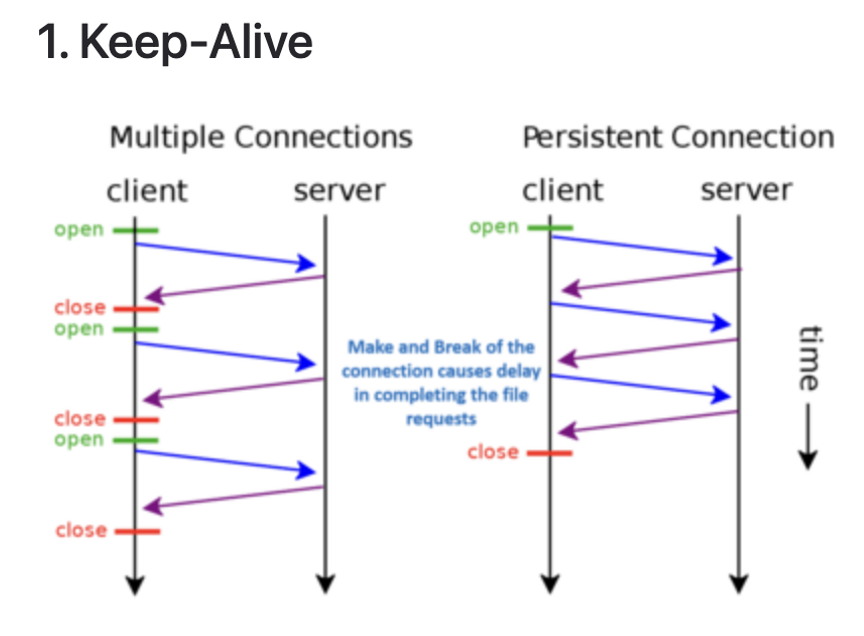 1. Keep-Alive
Multiple Connections
client
server
open
close
open
close
open
close
Make and Break of the
connection causes delay
in completing the file
requests
Persistent Connection
client
server
open
close
time